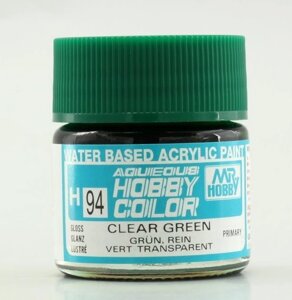 WATER BASED ACRYLIC PAINT
AQUEOUS
HOBBY
COLOR
MR
HOBBY
H 94
GLOSS
GLANZ
LUSTRÉ
CLEAR GREEN
GRÜN. REIN
VERT TRANSPARENT
PRIMARY